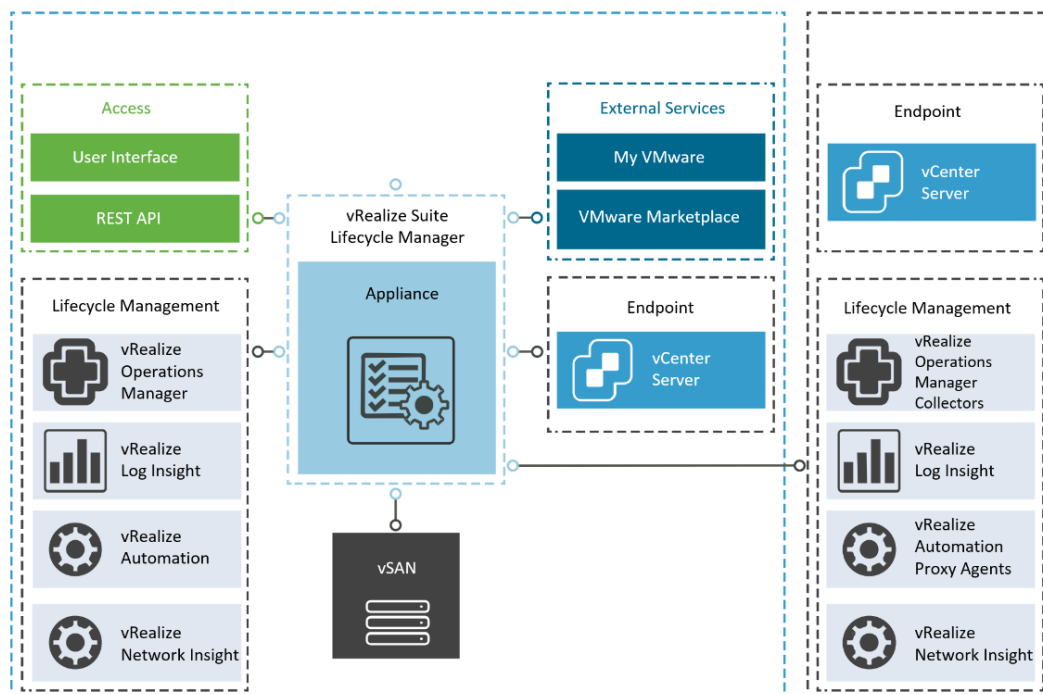 Access
User Interface
REST API
vRealize Suite
Lifecycle Manager
Appliance
External Services
My VMware
VMware Marketplace
Endpoint
vCenter
Server
Lifecycle Management
vRealize
Operations
Manager
vRealize
Log Insight
vRealize
Automation
vRealize
Network Insight
vSAN
Endpoint
vCenter
Server
Lifecycle Management
vRealize
Operations
Manager
Collectors
vRealize
Log Insight
vRealize
Automation
Proxy Agents
vRealize
Network Insight